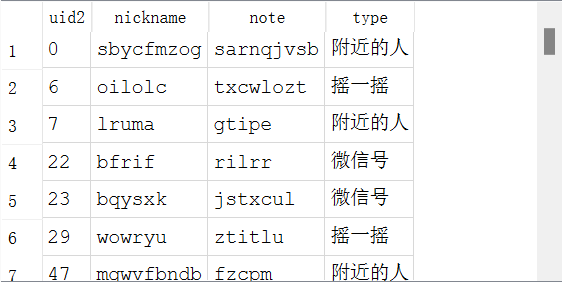 uid2 nickname note type
1 0 sbycfmzog sarnqjvsb 附近的人
2 6 oilolc txcwlozt 摇一摇
3 7 lruma gtipe 附近的人
4 22 bfrif rilrr 微信号
5 23 bqysxk jstxcul 微信号
6 29 wowryu ztitlu 摇一摇
7 47 mqwvfbndb fzcpm 附近的人